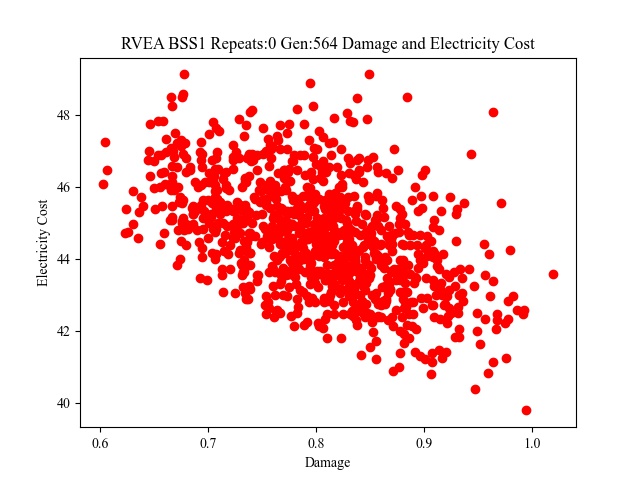 RVEA BSS1 Repeats:0 Gen:564 Damage and Electricity Cost
48
46
44
42
40
Electricity Cost
0.6 0.7 0.8 0.9 1.0
Damage